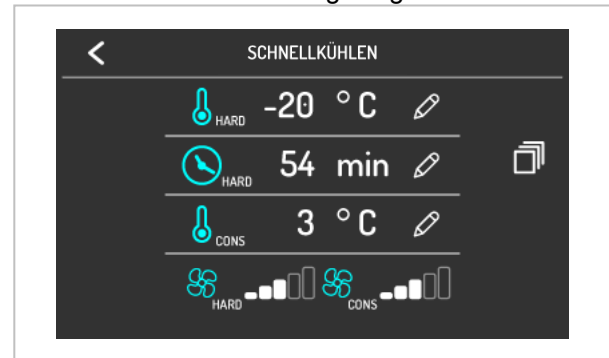 SCHNELLKÜHLEN
HARD -20 °C
HARD 54 min
CONS 3 °C
HARD CONS